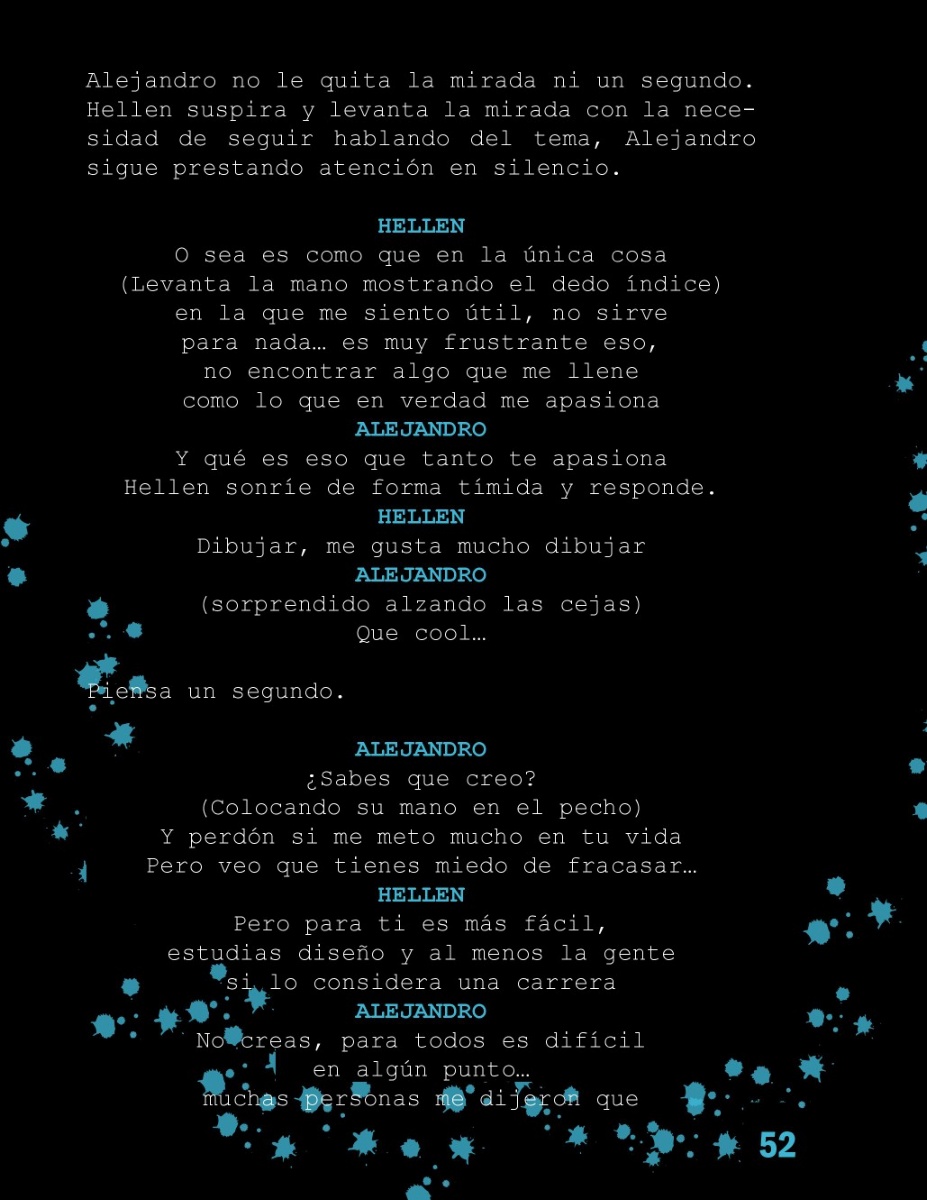 Alejandro no le quita la mirada ni un segundo.
Hellen suspira y levanta la mirada con la nece-
sidad de seguir hablando del tema, Alejandro
sigue prestando atención en silencio.
HELLEN
O sea es como que en la única cosa
(Levanta la mano mostrando el dedo índice)
en la que me siento útil, no sirve
para nada… es muy frustrante eso,
no encontrar algo que me llene
como lo que en verdad me apasiona
ALEJANDRO
Y qué es eso que tanto te apasiona
Hellen sonríe de forma tímida y responde.
HELLEN
Dibujar, me gusta mucho dibujar
ALEJANDRO
(sorprendido alzando las cejas)
Que cool…
Piensa un segundo.
ALEJANDRO
¿Sabes que creo?
(Colocando su mano en el pecho)
Y perdón si me meto mucho en tu vida
Pero veo que tienes miedo de fracasar…
HELLEN
Pero para ti es más fácil,
estudias diseño y al menos la gente
si lo considera una carrera
ALEJANDRO
No creas, para todos es difícil
en algún punto…
muchas personas me dijeron que
52